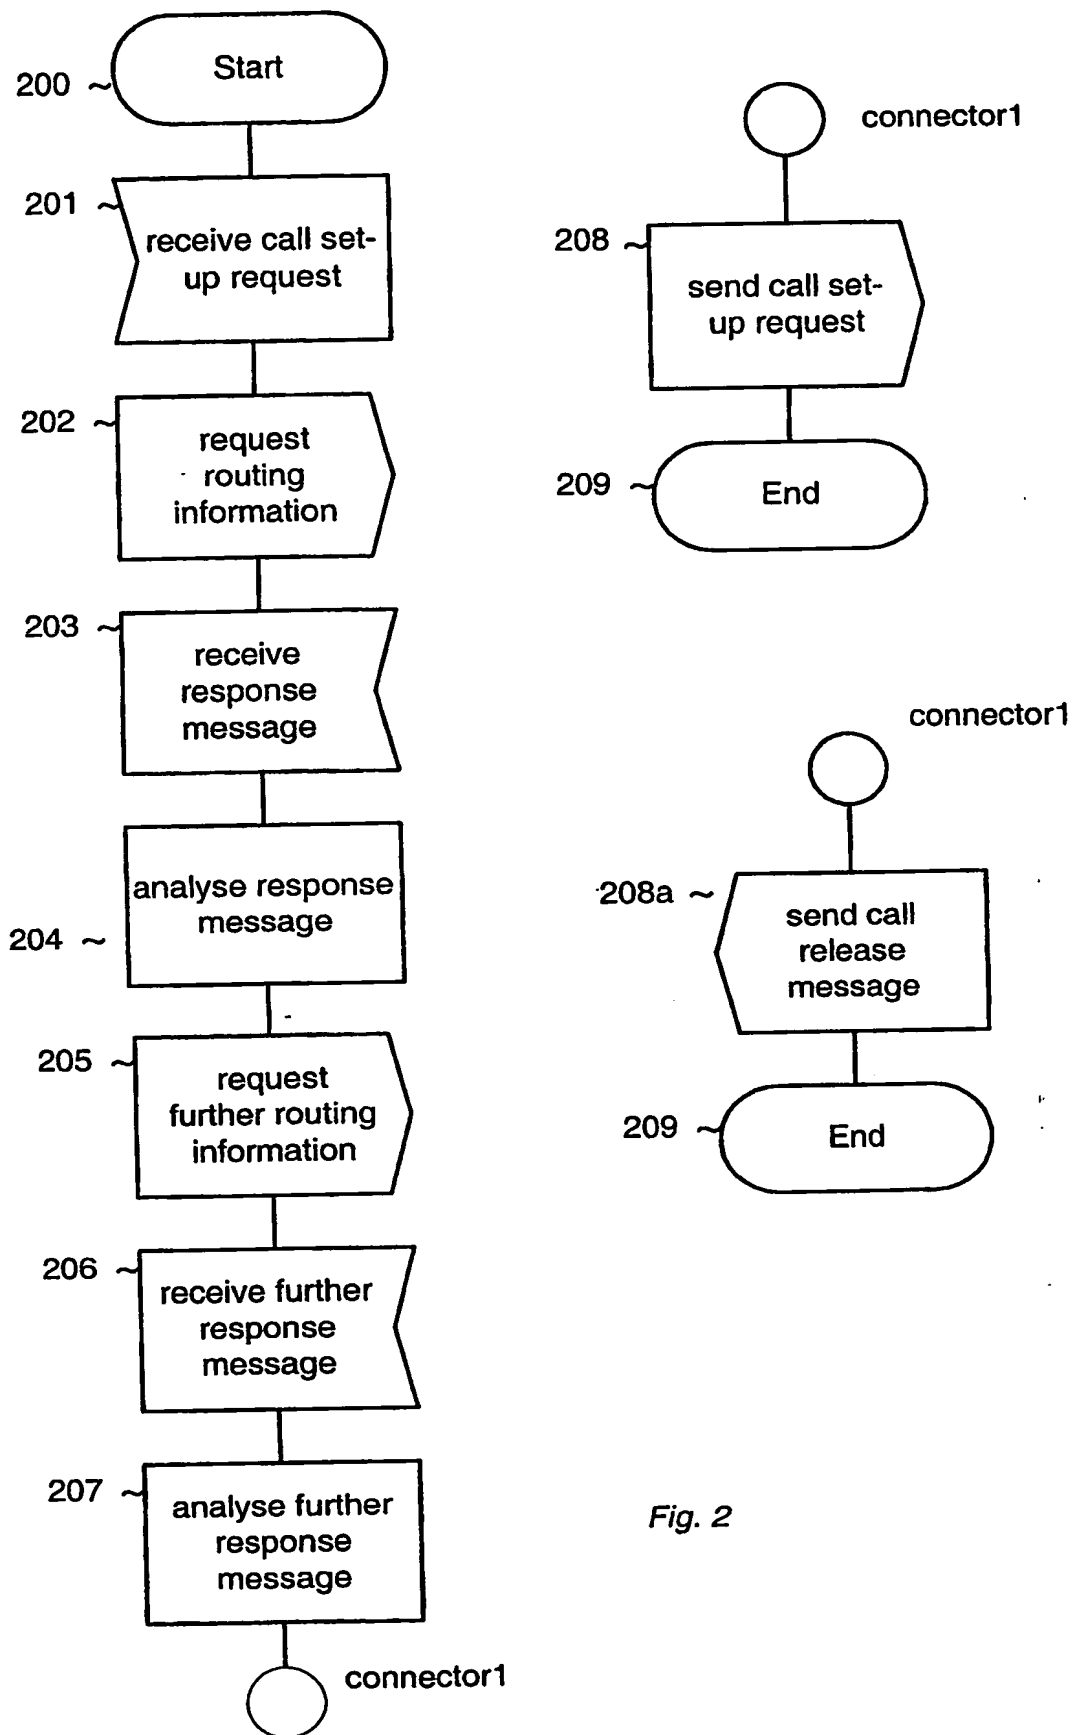 Start
200
201
receive call set-
up request
202
request
routing
information
203
receive
response
message
analyse response
message
204
205
request
further routing
information
206
receive further
response
message
207
analyse further
response
message
connector1
connector1
208
send call set-
up request
209
End
connector1
208a
send call
release
message
209
End
Fig. 2